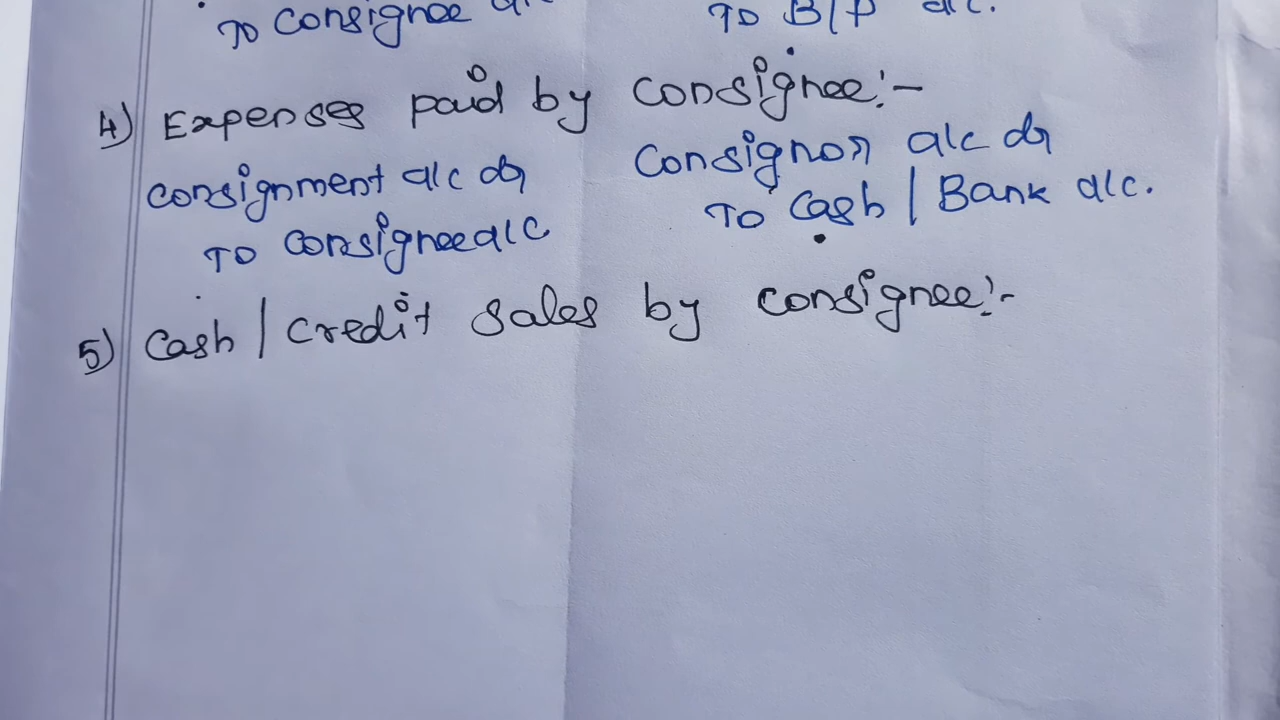 To Consignee a/c
To B/P a/c.
4) Expenses paid by consignee:-
consignment a/c dr
To consignee a/c
Consignor a/c dr
To Cash / Bank a/c.
5) Cash / Credit sales by consignee:-